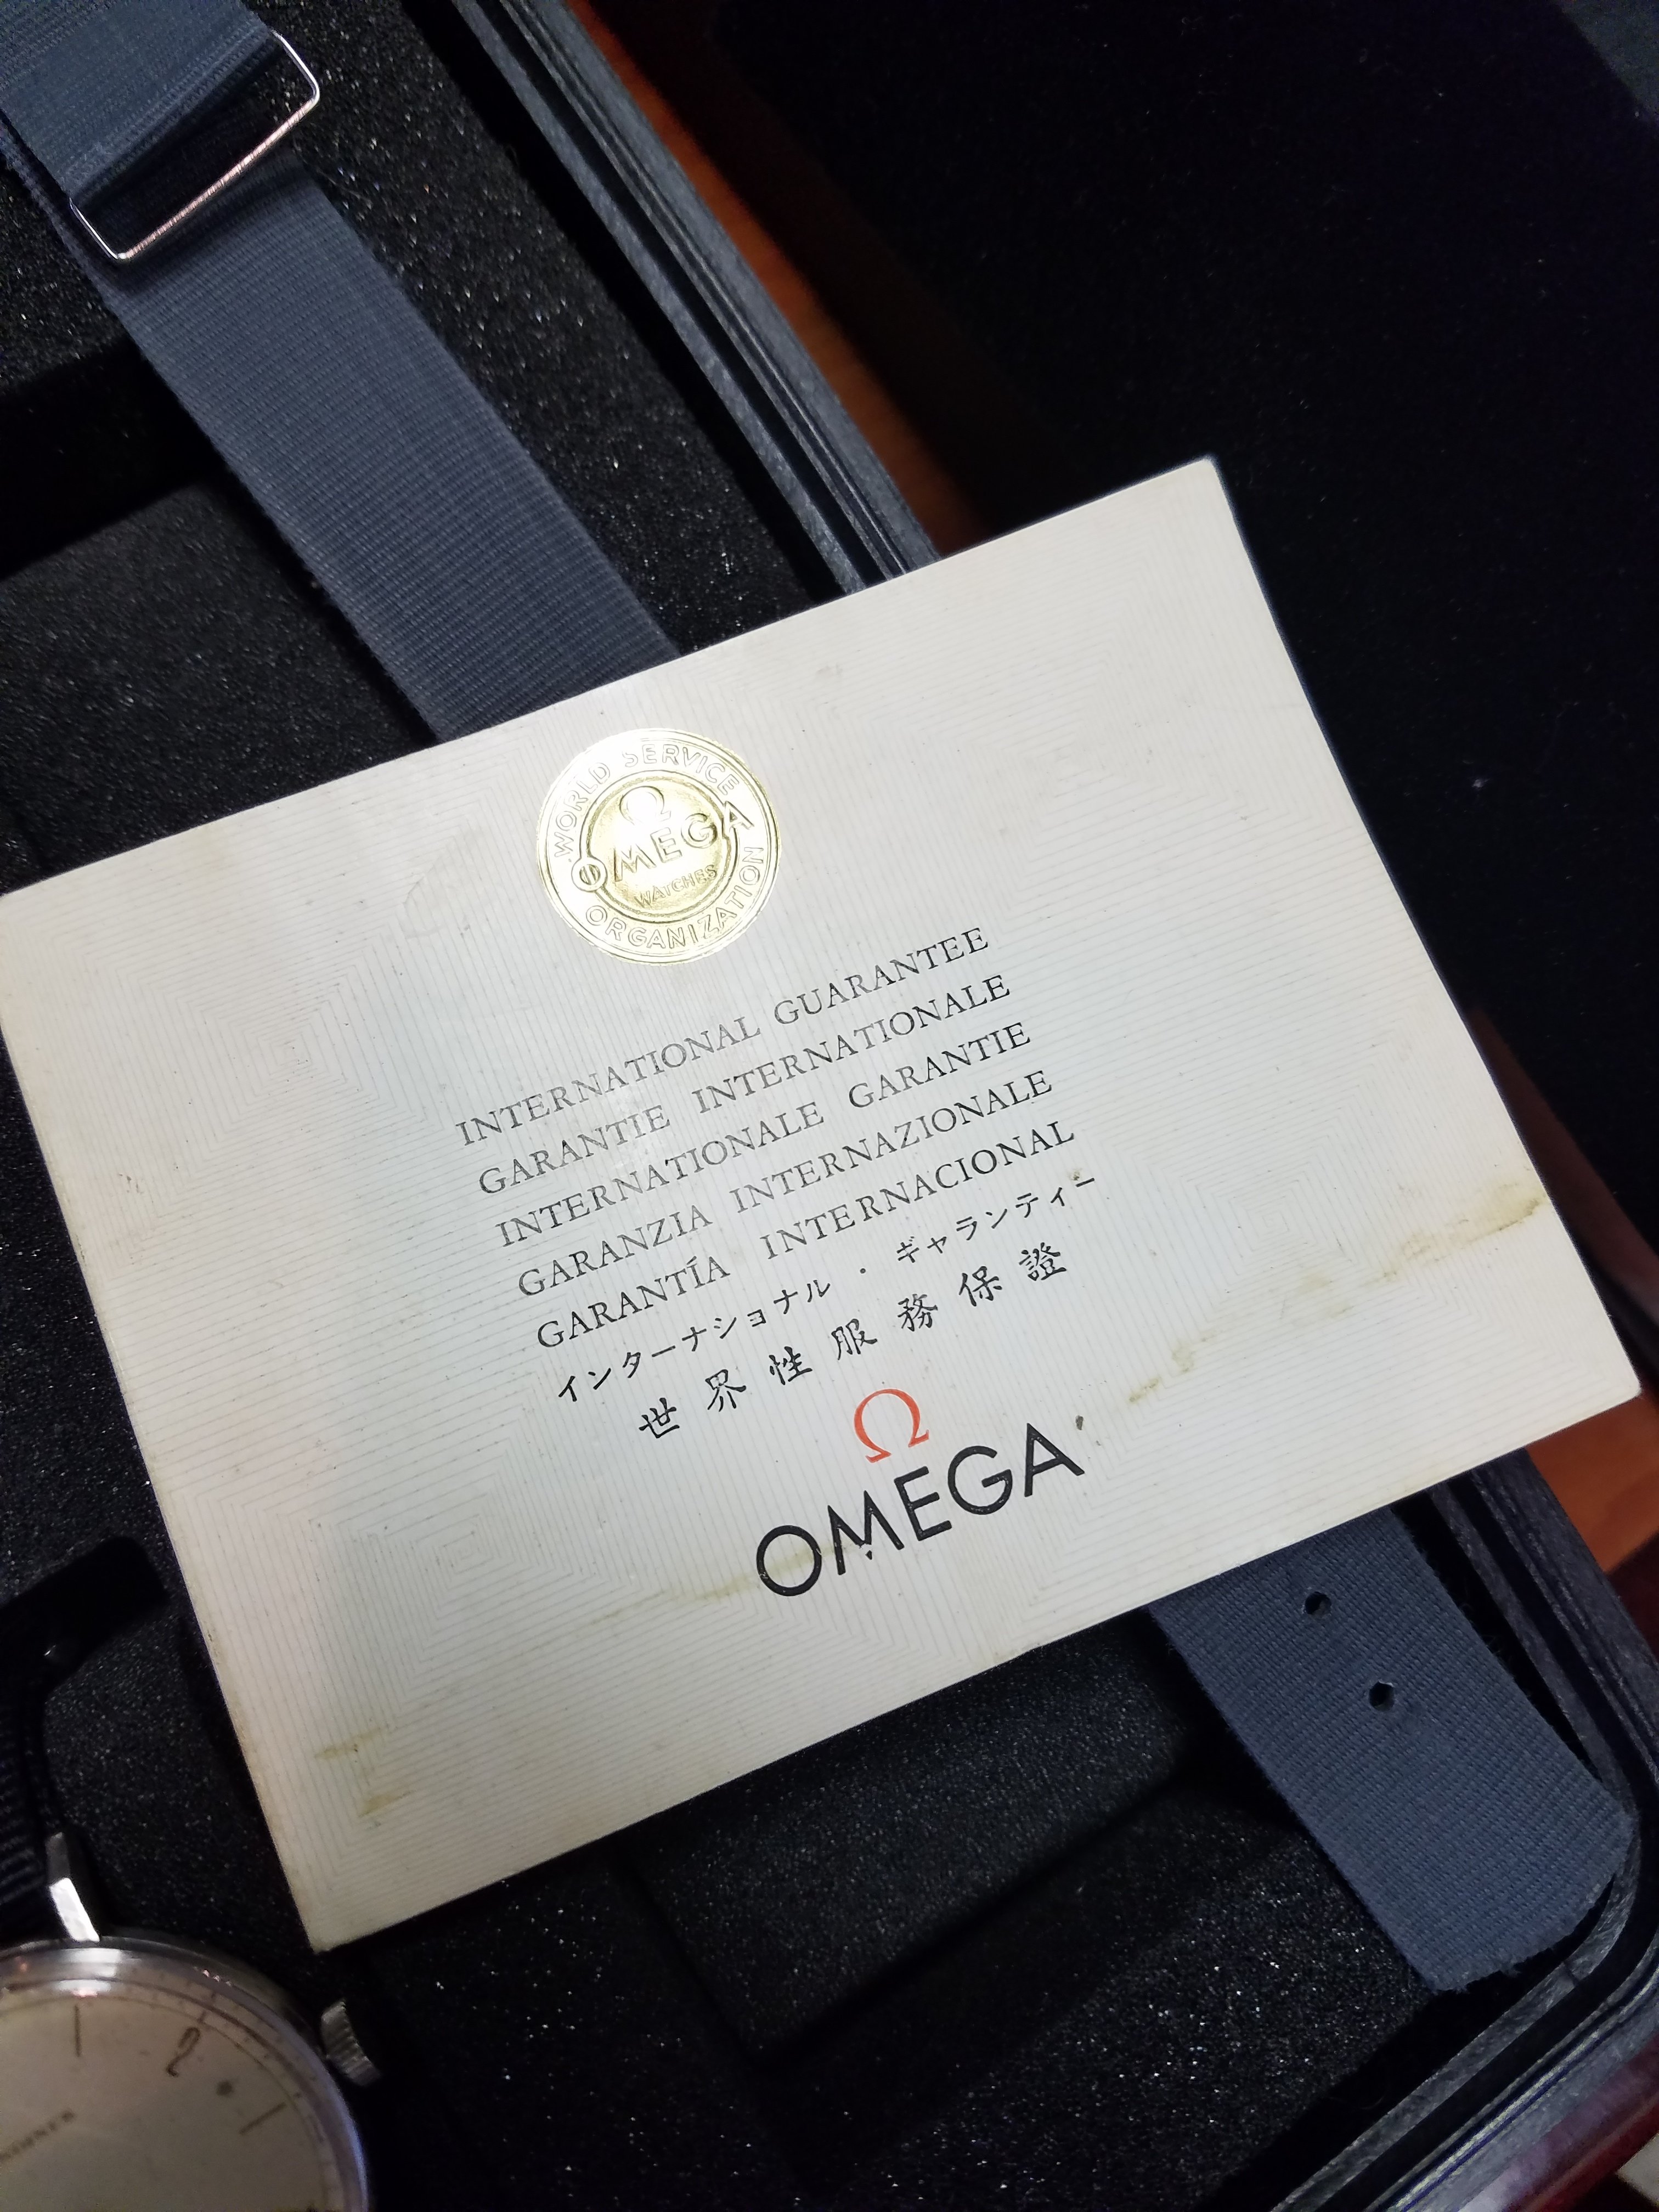 WORLD SERVICE
Ω
OMEGA
WATCHES
ORGANIZATION
INTERNATIONAL GUARANTEE
GARANTIE INTERNATIONALE
INTERNATIONALE GARANTIE
GARANZIA INTERNAZIONALE
GARANTÍA INTERNACIONAL
インターナショナル・ギャランティー
世界性服務保證
Ω
OMEGA
2